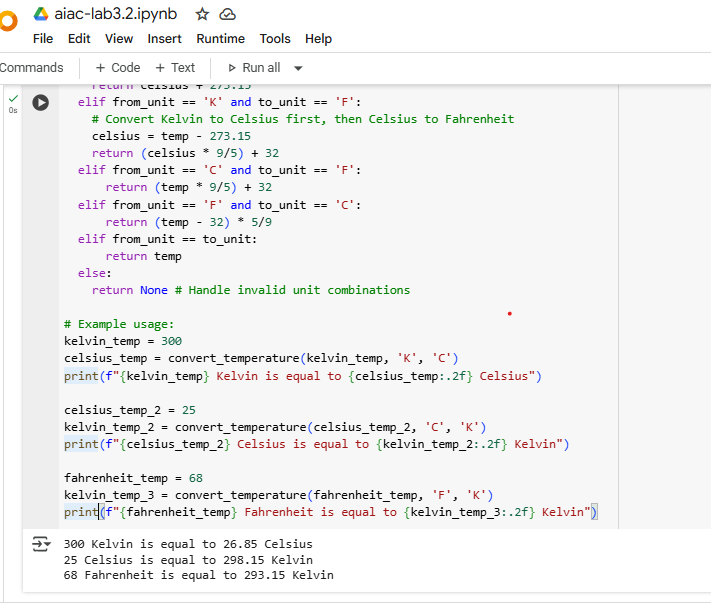 aiac-lab3.2.ipynb
File Edit View Insert Runtime Tools Help
Commands + Code + Text Run all
0s
return celsius + 273.15
elif from_unit == 'K' and to_unit == 'F':
# Convert Kelvin to Celsius first, then Celsius to Fahrenheit
celsius = temp - 273.15
return (celsius * 9/5) + 32
elif from_unit == 'C' and to_unit == 'F':
return (temp * 9/5) + 32
elif from_unit == 'F' and to_unit == 'C':
return (temp - 32) * 5/9
elif from_unit == to_unit:
return temp
else:
return None # Handle invalid unit combinations
# Example usage:
kelvin_temp = 300
celsius_temp = convert_temperature(kelvin_temp, 'K', 'C')
print(f"{kelvin_temp} Kelvin is equal to {celsius_temp:.2f} Celsius")
celsius_temp_2 = 25
kelvin_temp_2 = convert_temperature(celsius_temp_2, 'C', 'K')
print(f"{celsius_temp_2} Celsius is equal to {kelvin_temp_2:.2f} Kelvin")
fahrenheit_temp = 68
kelvin_temp_3 = convert_temperature(fahrenheit_temp, 'F', 'K')
print(f"{fahrenheit_temp} Fahrenheit is equal to {kelvin_temp_3:.2f} Kelvin")
300 Kelvin is equal to 26.85 Celsius
25 Celsius is equal to 298.15 Kelvin
68 Fahrenheit is equal to 293.15 Kelvin